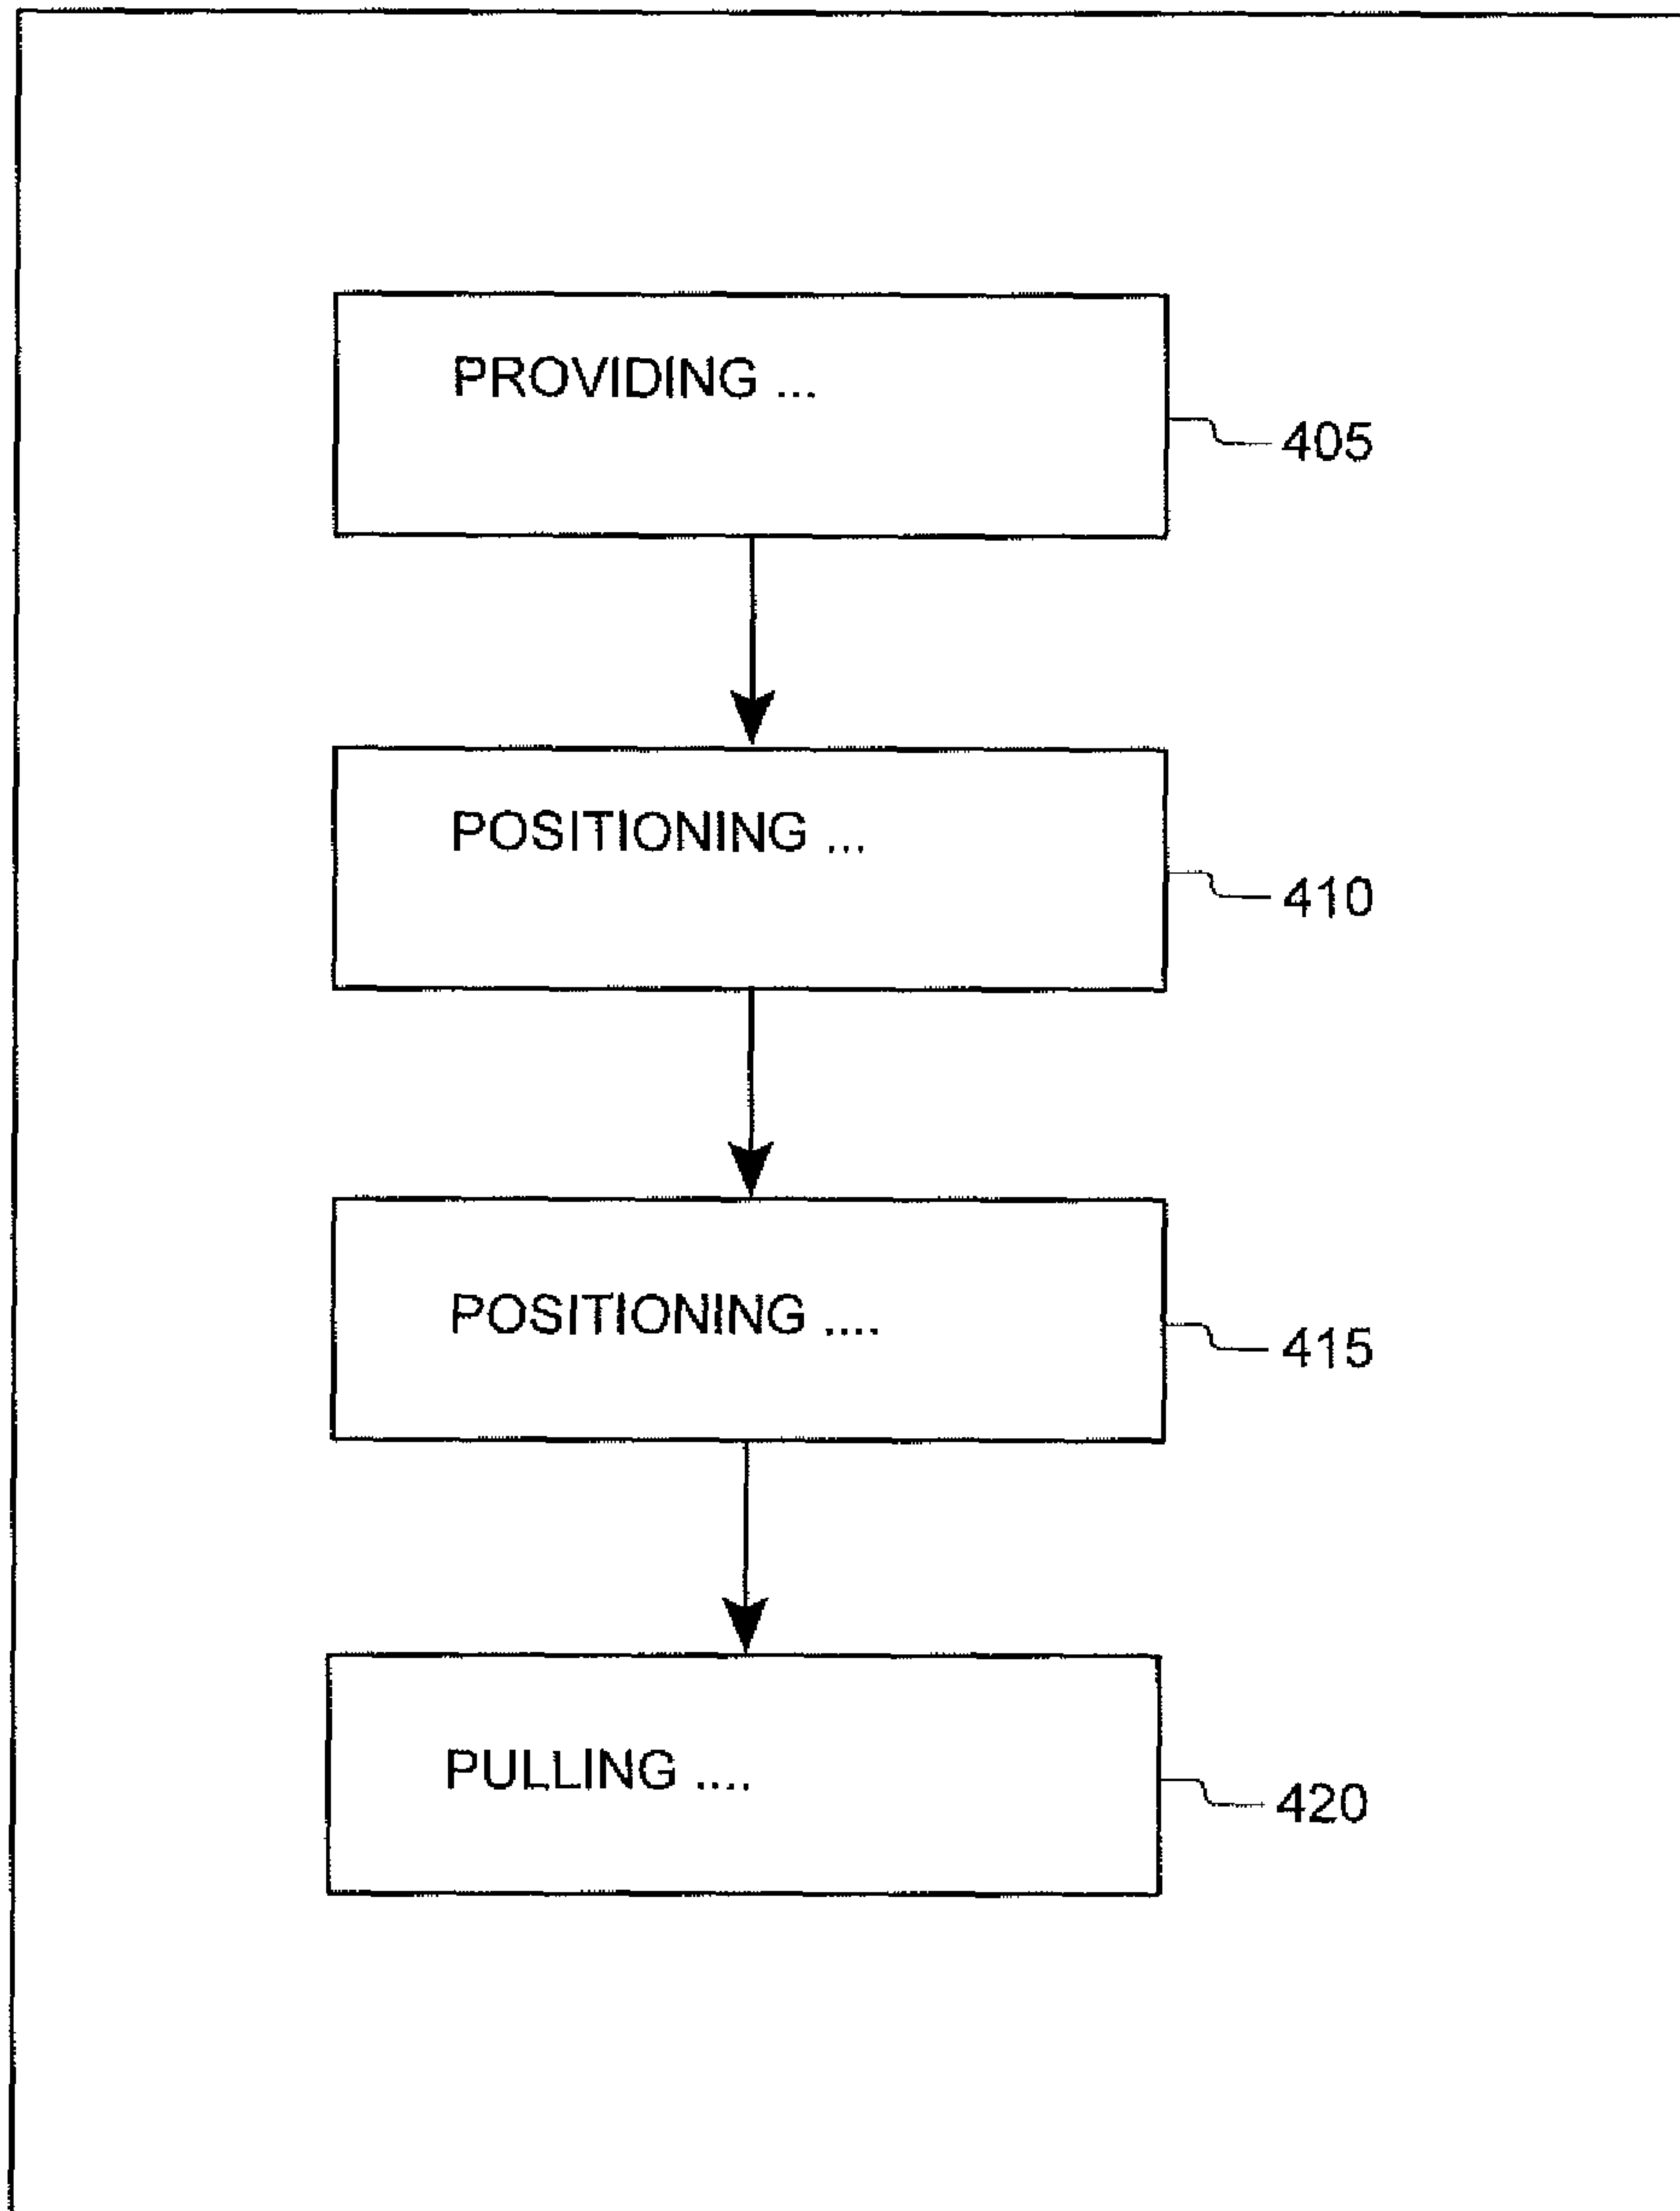 PROVIDING ...
405
POSITIONING ...
410
POSITIONING ....
415
PULLING ....
420